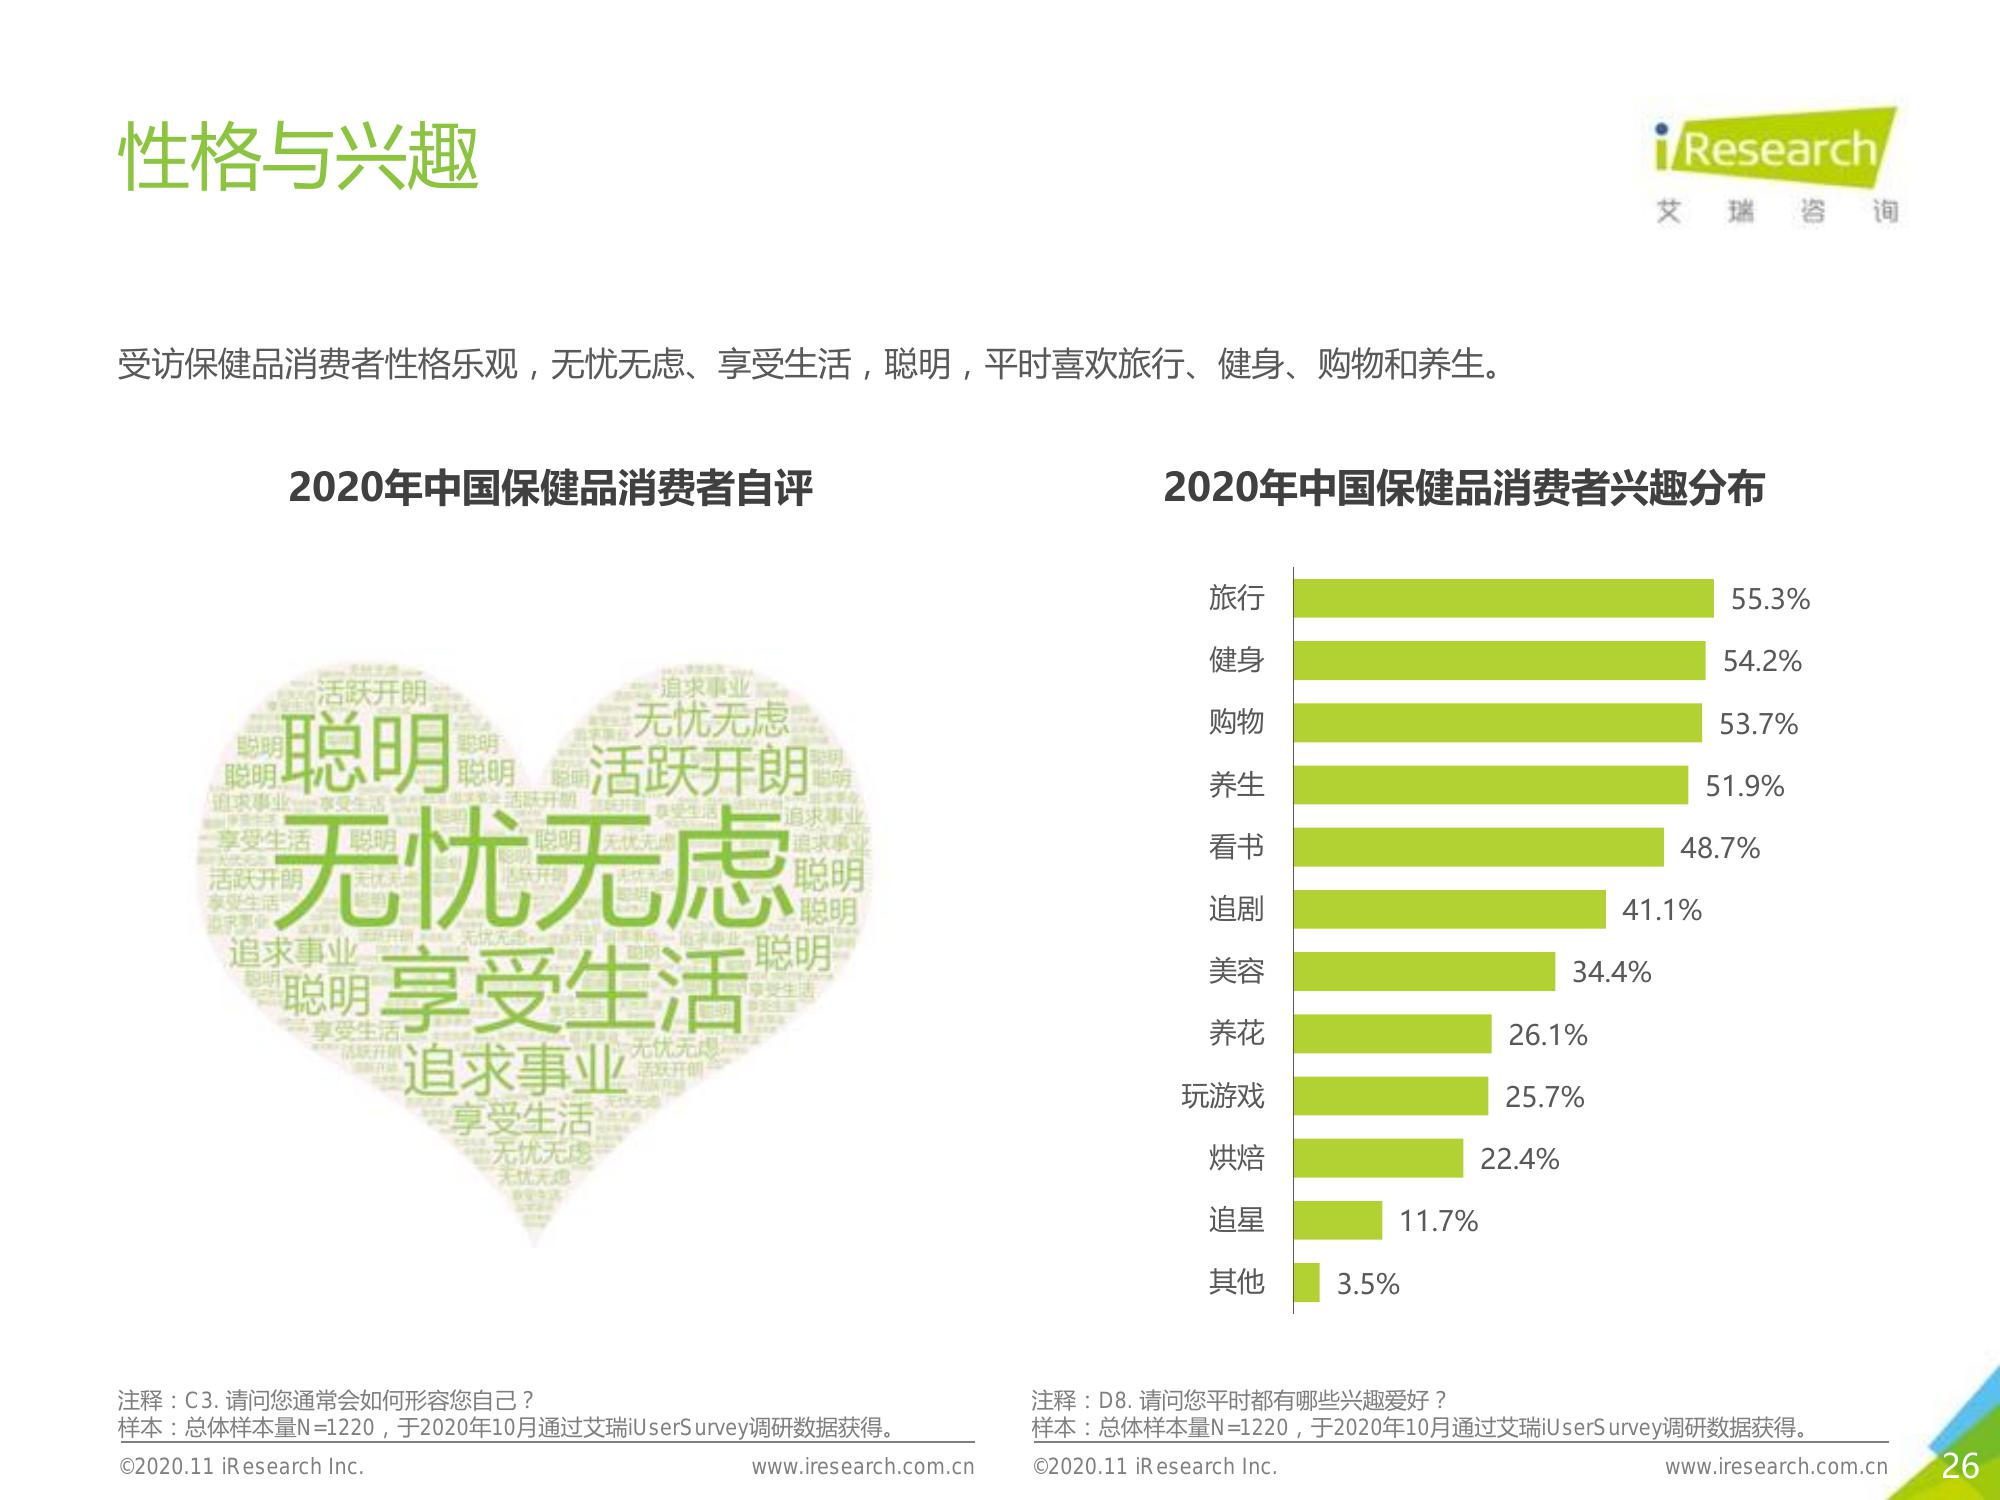 性格与兴趣
iResearch
艾瑞咨询
受访保健品消费者性格乐观，无忧无虑、享受生活，聪明，平时喜欢旅行、健身、购物和养生。
2020年中国保健品消费者自评
活跃开朗
追求事业
聪明
无忧无虑
活跃开朗
聪明
聪明
聪明
聪明
无忧无虑
聪明
聪明
追求事业
聪明
聪明
享受生活
追求事业
享受生活
无忧无虑
无忧无虑
2020年中国保健品消费者兴趣分布
旅行 55.3%
健身 54.2%
购物 53.7%
养生 51.9%
看书 48.7%
追剧 41.1%
美容 34.4%
养花 26.1%
玩游戏 25.7%
烘焙 22.4%
追星 11.7%
其他 3.5%
注释：C3. 请问您通常会如何形容您自己？
样本：总体样本量N=1220，于2020年10月通过艾瑞iUserSurvey调研数据获得。
©2020.11 iResearch Inc. www.iresearch.com.cn
注释：D8. 请问您平时都有哪些兴趣爱好？
样本：总体样本量N=1220，于2020年10月通过艾瑞iUserSurvey调研数据获得。
©2020.11 iResearch Inc. www.iresearch.com.cn
26